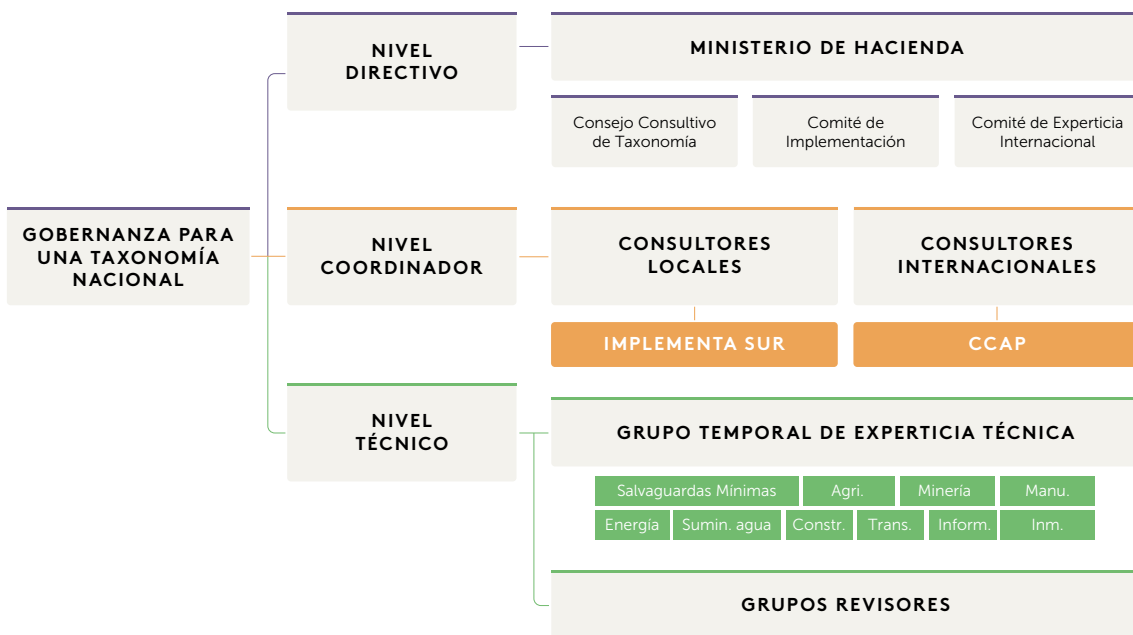 GOBERNANZA PARA
UNA TAXONOMÍA
NACIONAL
NIVEL
DIRECTIVO
MINISTERIO DE HACIENDA
Consejo Consultivo
de Taxonomía
Comité de
Implementación
Comité de Experticia
Internacional
NIVEL
COORDINADOR
CONSULTORES
LOCALES
CONSULTORES
INTERNACIONALES
IMPLEMENTA SUR
CCAP
NIVEL
TÉCNICO
GRUPO TEMPORAL DE EXPERTICIA TÉCNICA
Salvaguardas Mínimas
Agri.
Minería
Manu.
Energía
Sumin. agua
Constr.
Trans.
Inform.
Inm.
GRUPOS REVISORES